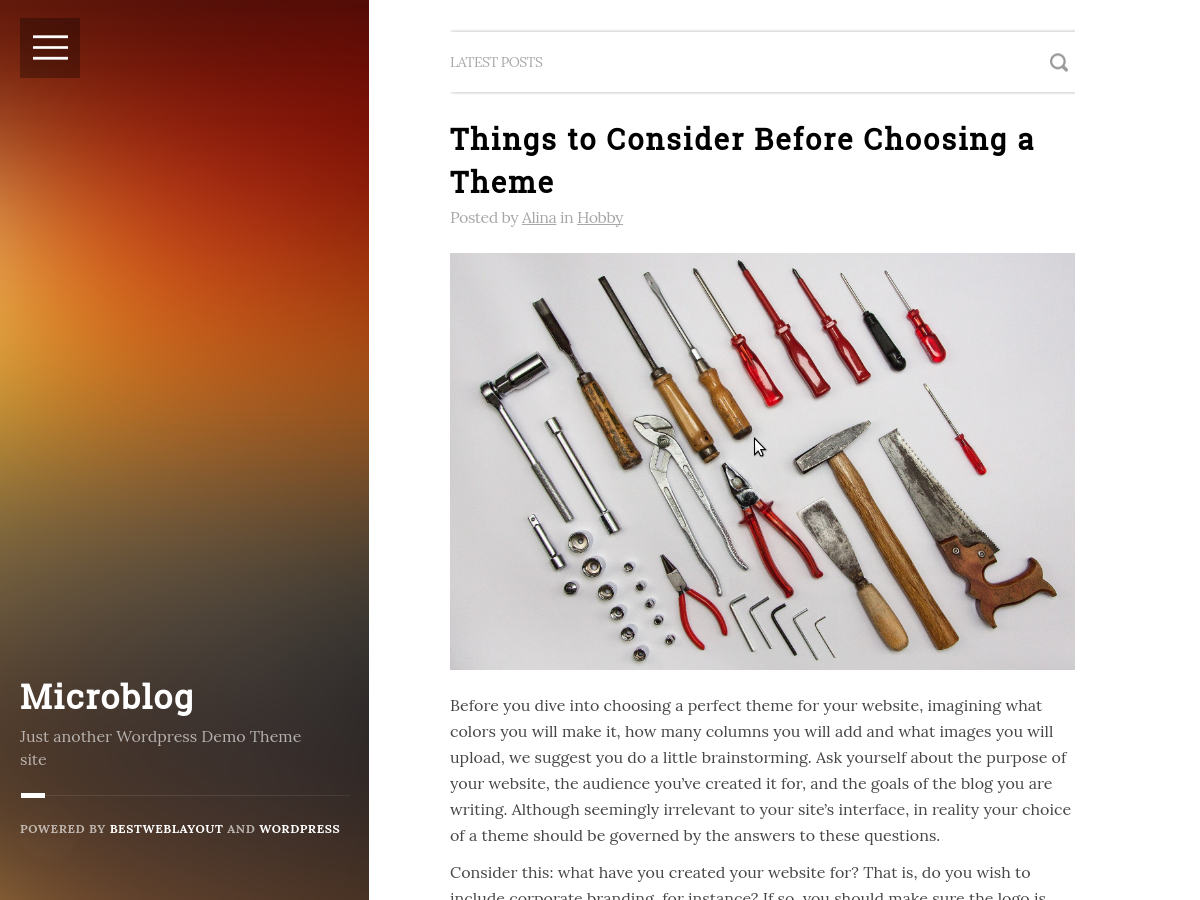 LATEST POSTS
Things to Consider Before Choosing a
Theme
Posted by Alina in Hobby
Before you dive into choosing a perfect theme for your website, imagining what
colors you will make it, how many columns you will add and what images you will
upload, we suggest you do a little brainstorming. Ask yourself about the purpose of
your website, the audience you’ve created it for, and the goals of the blog you are
writing. Although seemingly irrelevant to your site’s interface, in reality your choice
of a theme should be governed by the answers to these questions.
Consider this: what have you created your website for? That is, do you wish to
include corporate branding, for instance? If so, you should make sure the logo is
Microblog
Just another Wordpress Demo Theme
site
POWERED BY BESTWEBLAYOUT AND WORDPRESS